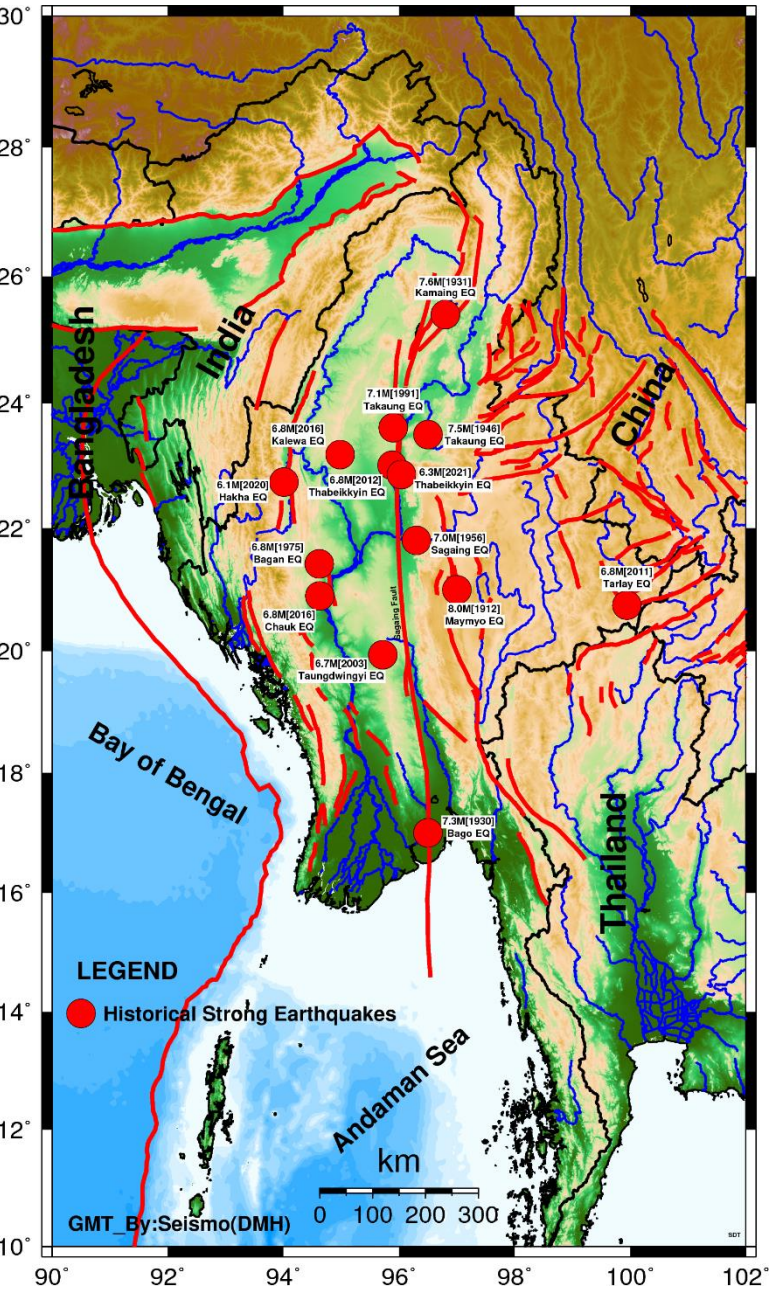 30°
28°
26°
24°
22°
20°
18°
16°
14°
12°
10°
7.6M[1931]
Kamaing EQ
India
Bangladesh
China
7.1M[1991]
Takaung EQ
7.5M[1946]
Takaung EQ
6.8M[2016]
Kalewa EQ
6.8M[2012]
Thabeikkyin EQ
6.3M[2021]
Thabeikkyin EQ
6.1M[2020]
Hakha EQ
7.0M[1956]
Sagaing EQ
6.8M[1975]
Bagan EQ
6.8M[2011]
Tarlay EQ
8.0M[1912]
Maymyo EQ
6.8M[2016]
Chauk EQ
Sagaing Fault
6.7M[2003]
Taungdwingyi EQ
Bay of Bengal
7.3M[1930]
Bago EQ
Thailand
LEGEND
Historical Strong Earthquakes
Andaman Sea
km
0 100 200 300
GMT_By:Seismo(DMH)
SDT
90° 92° 94° 96° 98° 100° 102°